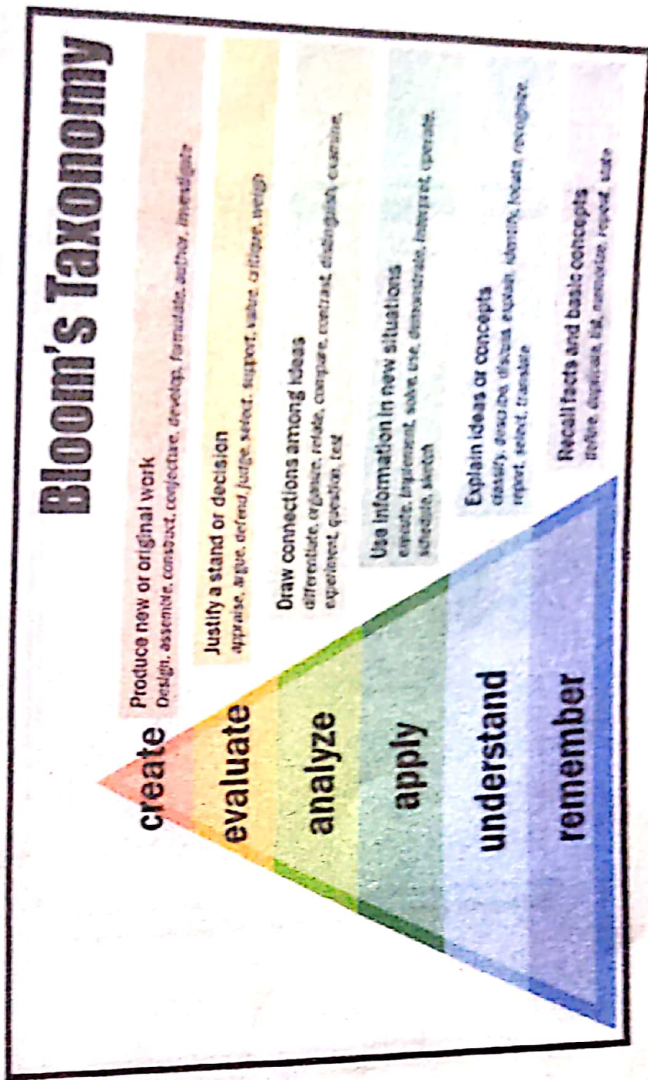 Bloom's Taxonomy
create
Produce new or original work
Design, assemble, construct, conjecture, develop, formulate, author, investigate
evaluate
Justify a stand or decision
appraise, argue, defend, judge, select, support, value, critique, weigh
analyze
Draw connections among ideas
differentiate, organize, relate, compare, contrast, distinguish, examine,
experiment, question, test
apply
Use information in new situations
execute, implement, solve, use, demonstrate, interpret, operate,
schedule, sketch
understand
Explain ideas or concepts
classify, describe, discuss, explain, identify, locate, recognize,
report, select, translate
remember
Recall facts and basic concepts
define, duplicate, list, memorize, repeat, state